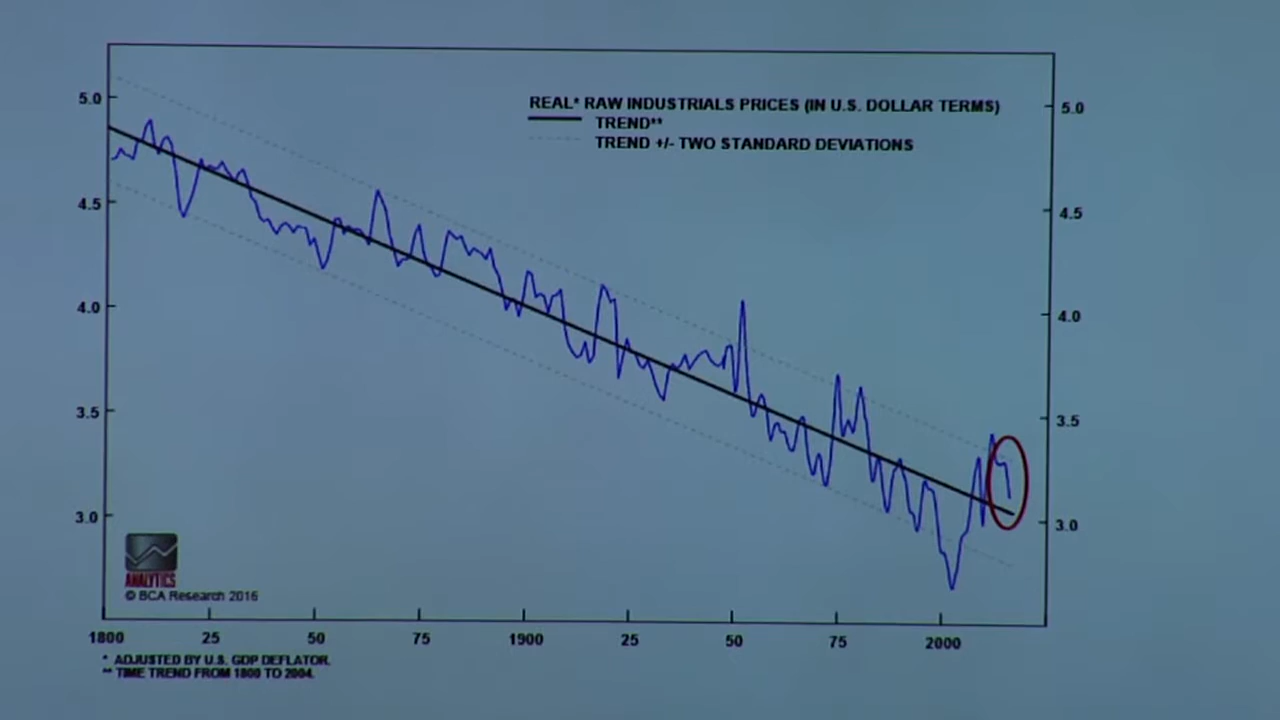 REAL* RAW INDUSTRIALS PRICES (IN U.S. DOLLAR TERMS)
TREND**
TREND +/- TWO STANDARD DEVIATIONS
5.0
4.5
4.0
3.5
3.0
5.0
4.5
4.0
3.5
3.0
ANALYTICS
© BCA Research 2016
1800 25 50 75 1900 25 50 75 2000
* ADJUSTED BY U.S. GDP DEFLATOR.
** TIME TREND FROM 1800 TO 2004.